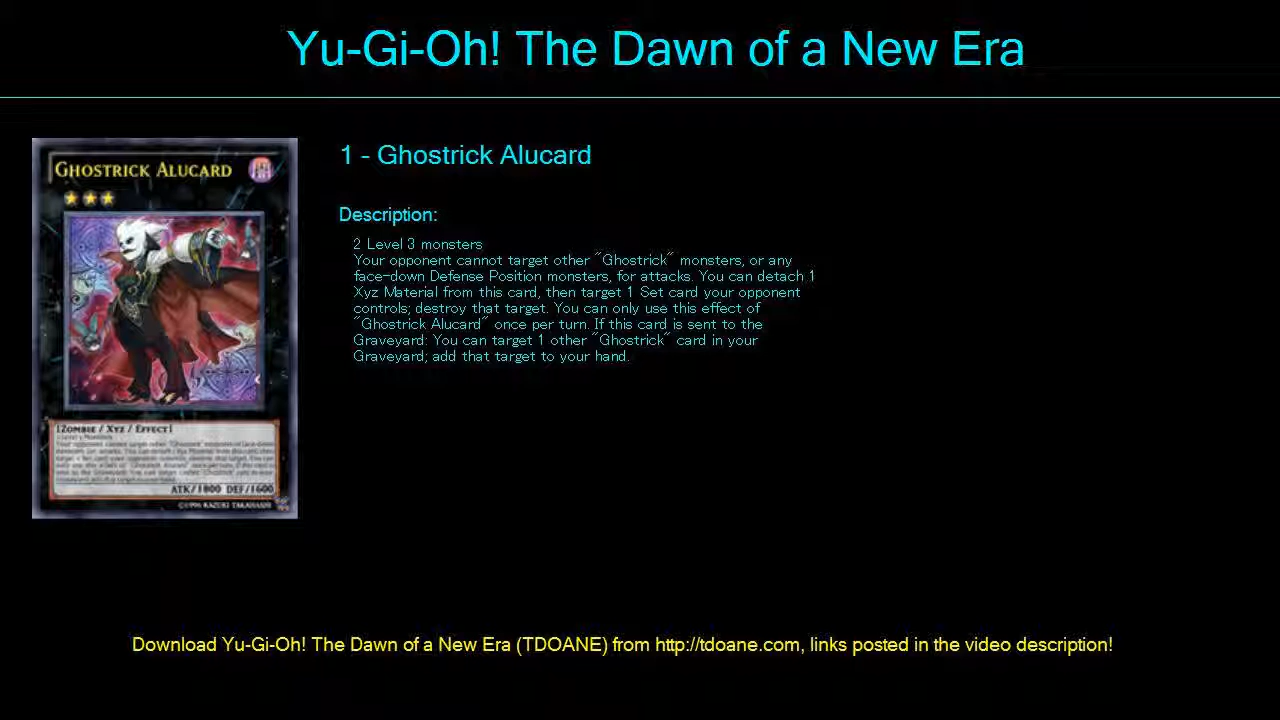 Yu-Gi-Oh! The Dawn of a New Era
GHOSTRICK ALUCARD
1 - Ghostrick Alucard
Description:
2 Level 3 monsters
Your opponent cannot target other "Ghostrick" monsters, or any
face-down Defense Position monsters, for attacks. You can detach 1
Xyz Material from this card, then target 1 Set card your opponent
controls; destroy that target. You can only use this effect of
"Ghostrick Alucard" once per turn. If this card is sent to the
Graveyard: You can target 1 other "Ghostrick" card in your
Graveyard; add that target to your hand.
[ZOMBIE / XYZ / EFFECT]
ATK/1800 DEF/1600
©1996 KAZUKI TAKAHASHI
Download Yu-Gi-Oh! The Dawn of a New Era (TDOANE) from http://tdoane.com, links posted in the video description!